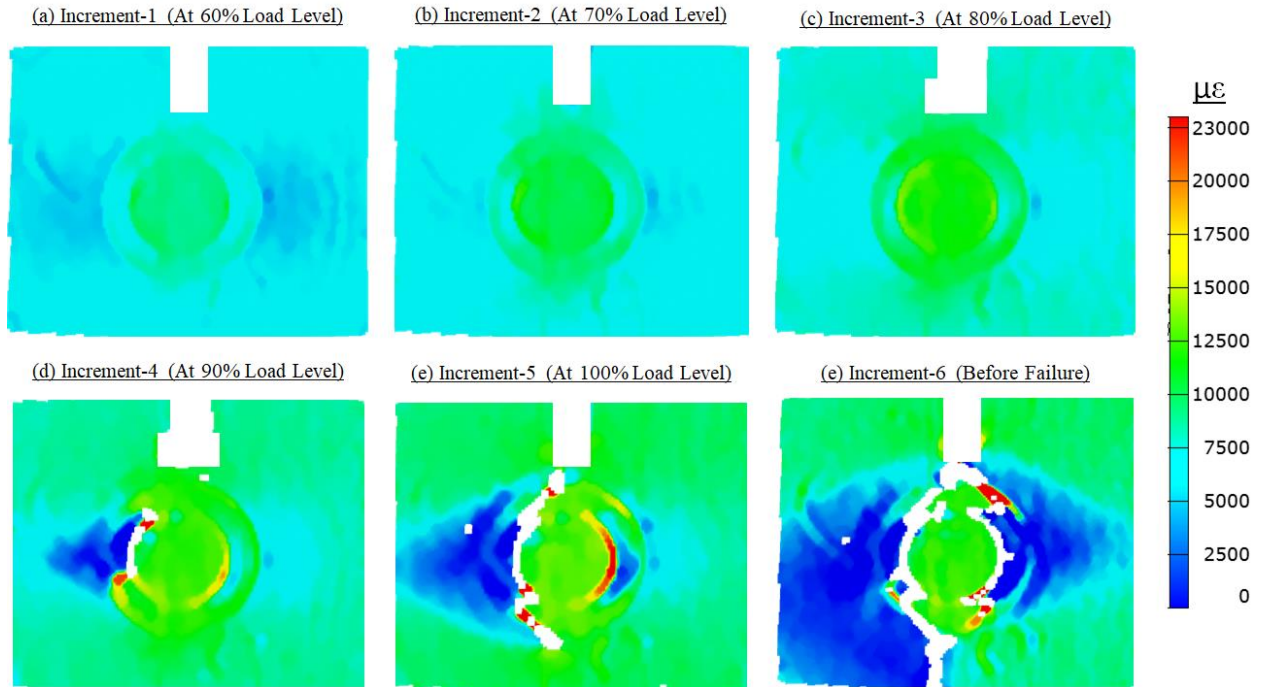 (a) Increment-1 (At 60% Load Level)
(b) Increment-2 (At 70% Load Level)
(c) Increment-3 (At 80% Load Level)
με
23000
20000
17500
15000
12500
10000
7500
5000
2500
0
(d) Increment-4 (At 90% Load Level)
(e) Increment-5 (At 100% Load Level)
(e) Increment-6 (Before Failure)